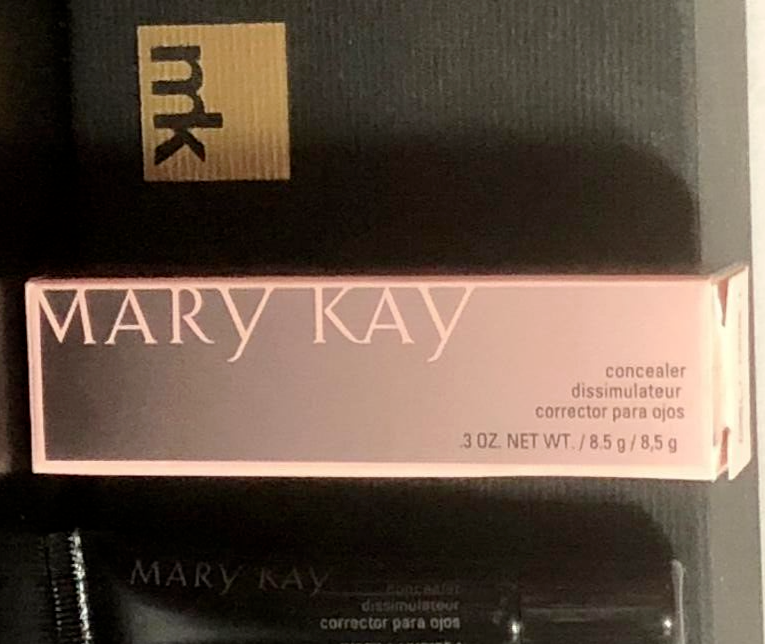 mk
MARY KAY
concealer
dissimulateur
corrector para ojos
.3 OZ. NET WT. / 8.5 g / 8,5 g
MARY KAY
concealer
dissimulateur
corrector para ojos